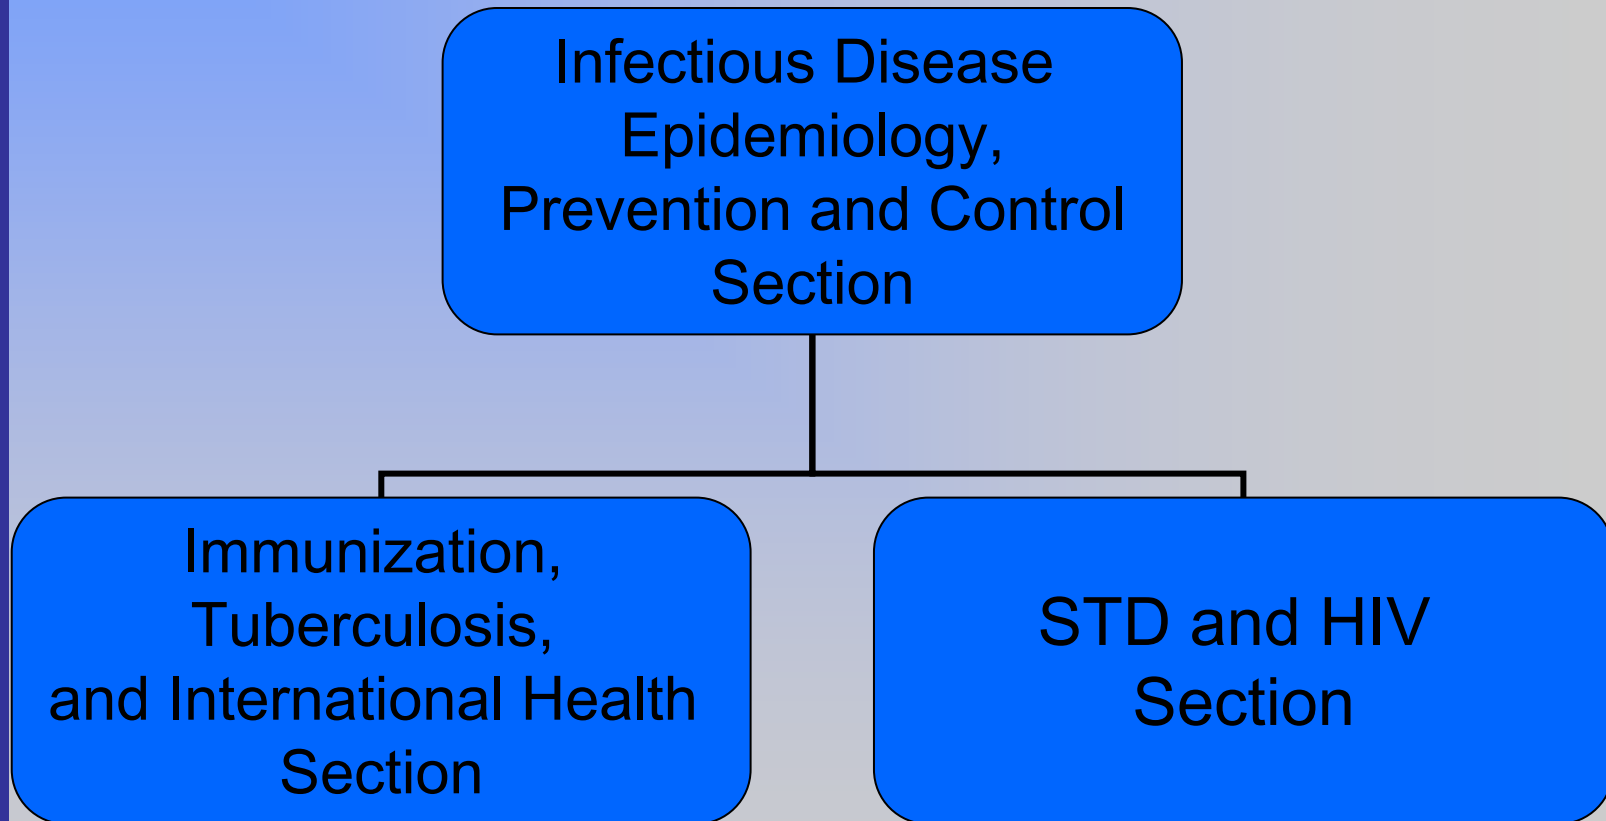 Infectious Disease
Epidemiology,
Prevention and Control
Section
Immunization,
Tuberculosis,
and International Health
Section
STD and HIV
Section